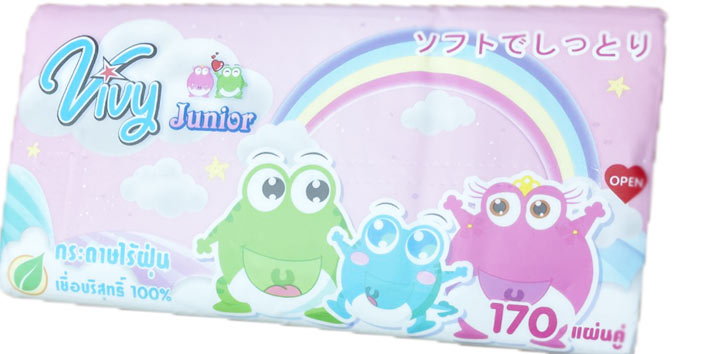 Vivy
Junior
ソフトでしっとり
OPEN
กระดาษไร้ฝุ่น
เยื่อบริสุทธิ์ 100%
170 แผ่นคู่